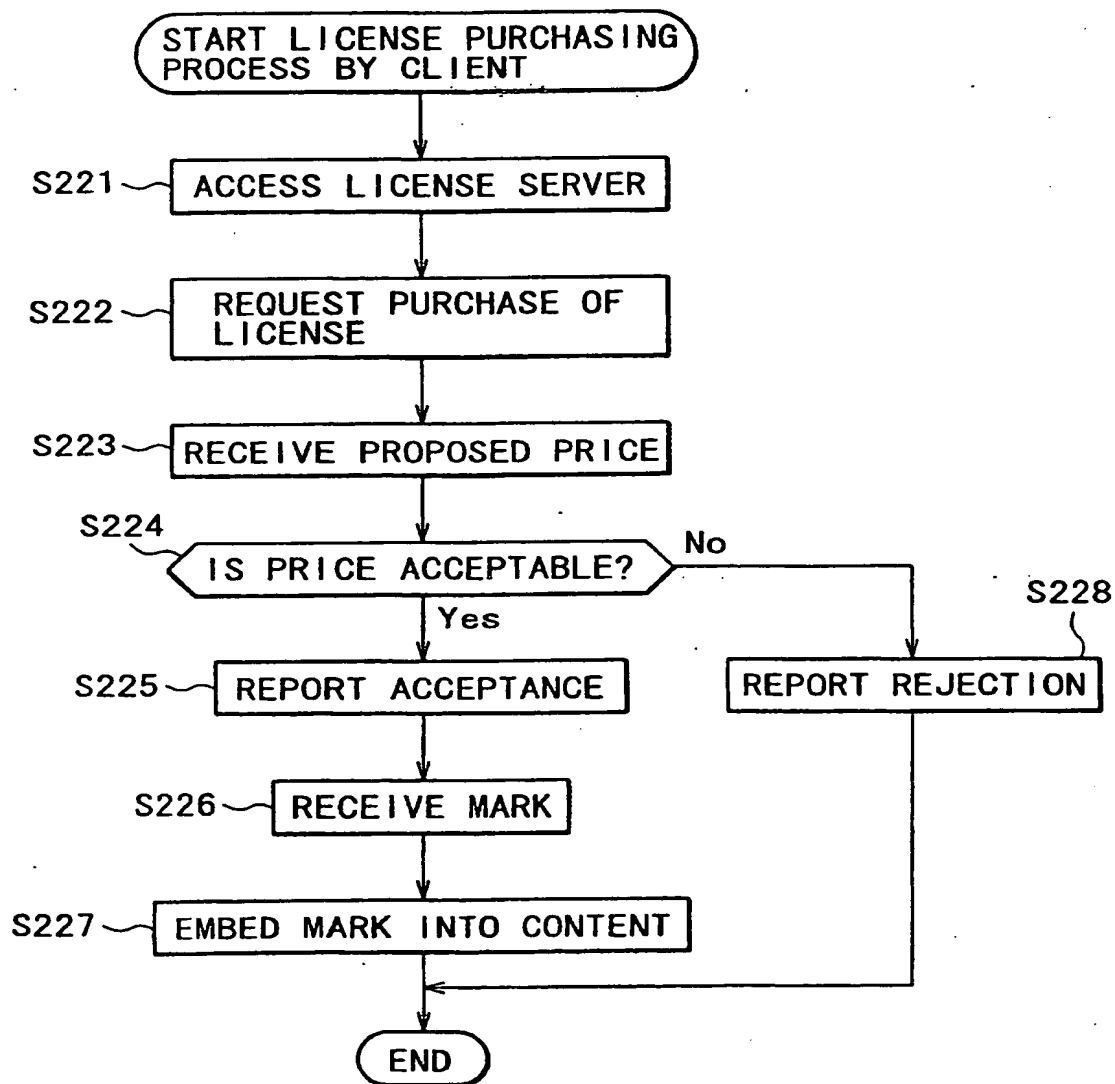 START LICENSE PURCHASING
PROCESS BY CLIENT
S221
ACCESS LICENSE SERVER
S222
REQUEST PURCHASE OF
LICENSE
S223
RECEIVE PROPOSED PRICE
S224
IS PRICE ACCEPTABLE?
No
Yes
S228
S225
REPORT ACCEPTANCE
REPORT REJECTION
S226
RECEIVE MARK
S227
EMBED MARK INTO CONTENT
END